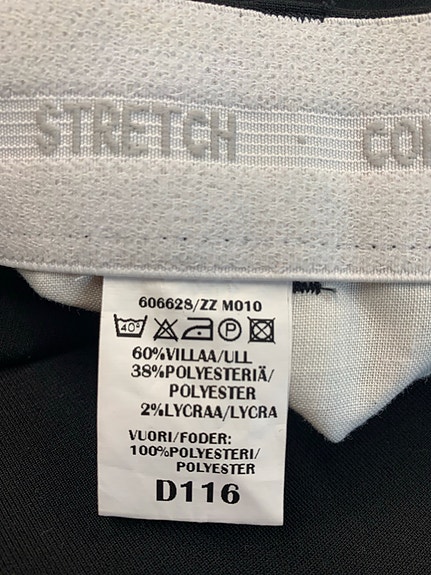 STRETCH
606628/ZZ M010
40°
P
60%VILLAA/ULL
38%POLYESTERIÄ/
POLYESTER
2%LYCRAA/LYCRA
VUORI/FODER:
100%POLYESTERI/
POLYESTER
D116